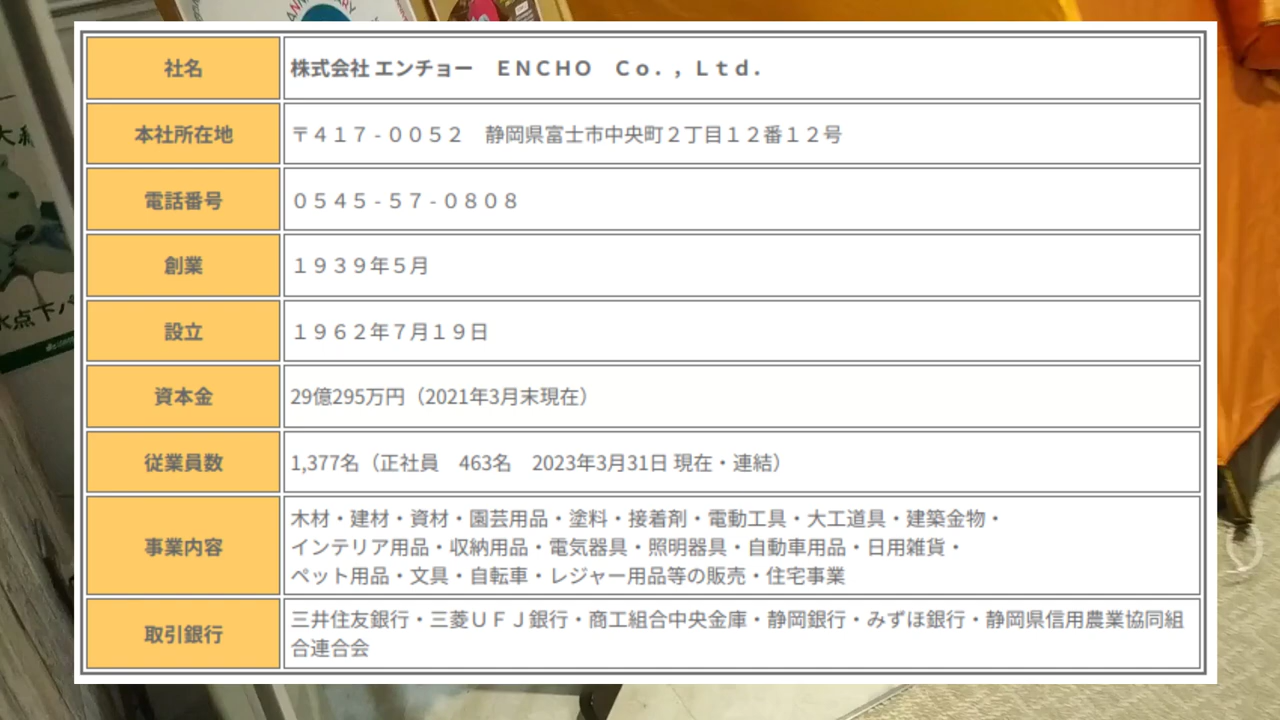 ANNIVERSARY
社名
株式会社 エンチョー　ＥＮＣＨＯ　Ｃｏ．，Ｌｔｄ．
本社所在地
〒４１７-００５２　静岡県富士市中央町２丁目１２番１２号
電話番号
０５４５-５７-０８０８
創業
１９３９年５月
設立
１９６２年７月１９日
資本金
29億295万円（2021年3月末現在）
従業員数
1,377名（正社員　463名　2023年3月31日 現在・連結）
事業内容
木材・建材・資材・園芸用品・塗料・接着剤・電動工具・大工道具・建築金物・
インテリア用品・収納用品・電気器具・照明器具・自動車用品・日用雑貨・
ペット用品・文具・自転車・レジャー用品等の販売・住宅事業
取引銀行
三井住友銀行・三菱ＵＦＪ銀行・商工組合中央金庫・静岡銀行・みずほ銀行・静岡県信用農業協同組
合連合会
氷点下パ